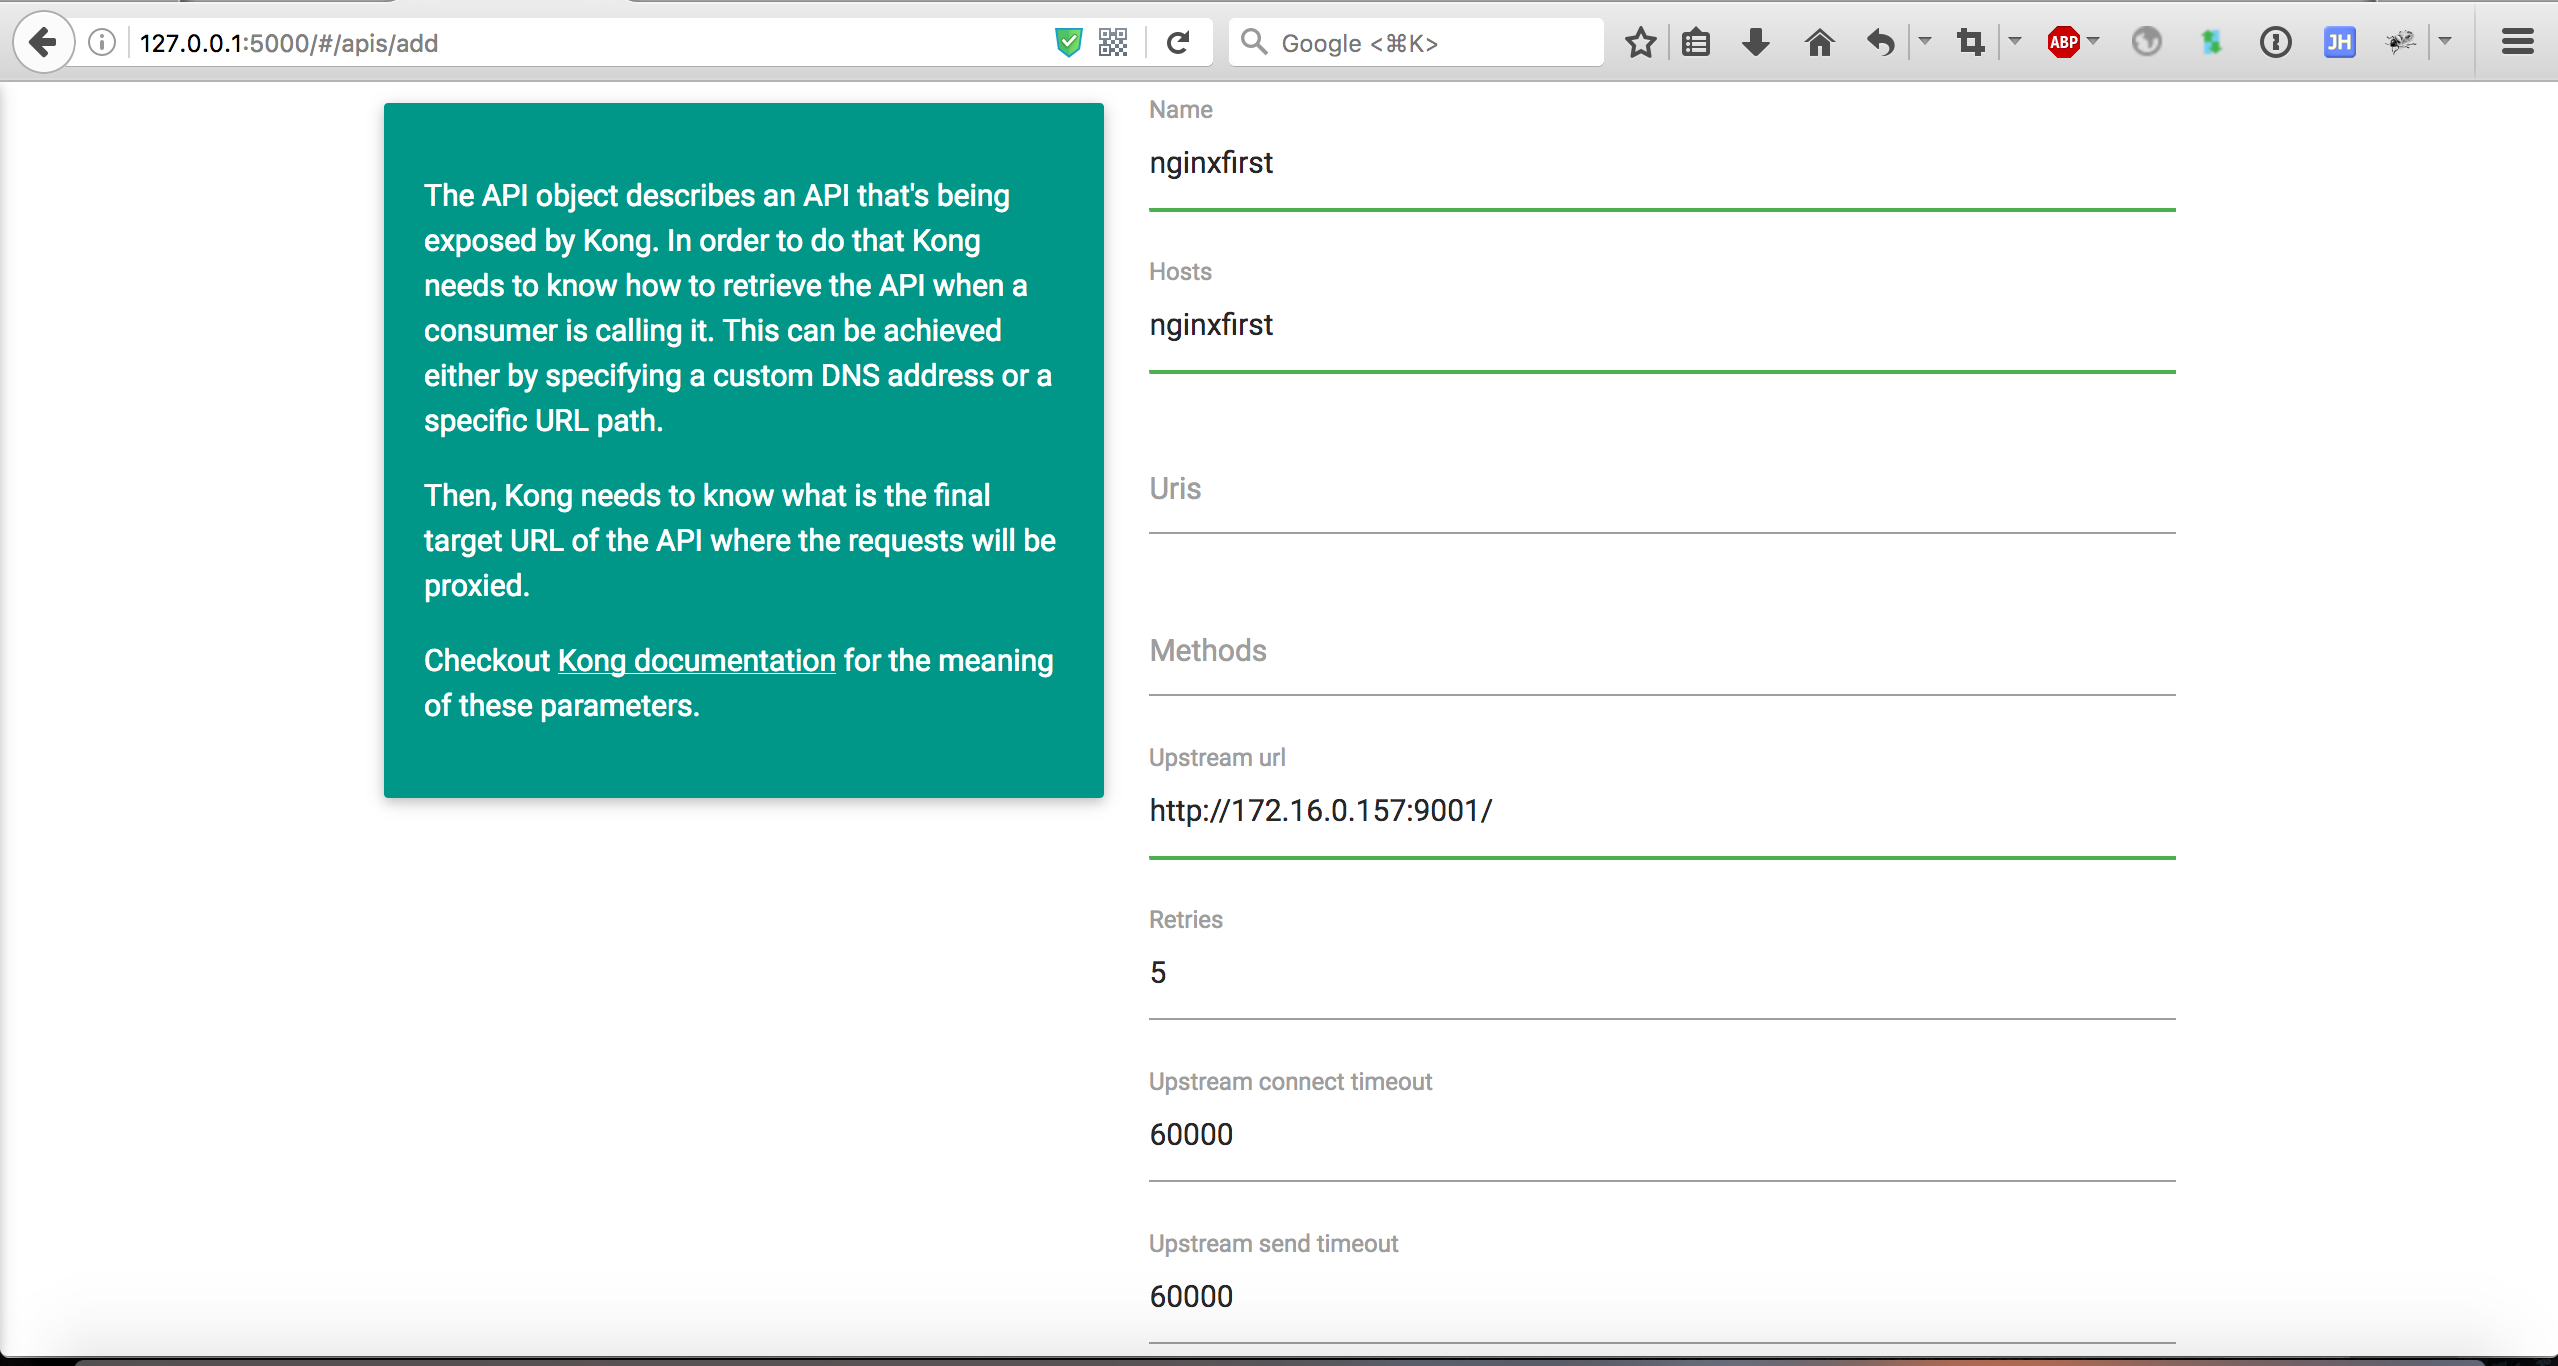 127.0.0.1:5000/#/apis/add
Google <⌘K>
ABP
JH
The API object describes an API that's being
exposed by Kong. In order to do that Kong
needs to know how to retrieve the API when a
consumer is calling it. This can be achieved
either by specifying a custom DNS address or a
specific URL path.
Then, Kong needs to know what is the final
target URL of the API where the requests will be
proxied.
Checkout Kong documentation for the meaning
of these parameters.
Name
nginxfirst
Hosts
nginxfirst
Uris
Methods
Upstream url
http://172.16.0.157:9001/
Retries
5
Upstream connect timeout
60000
Upstream send timeout
60000